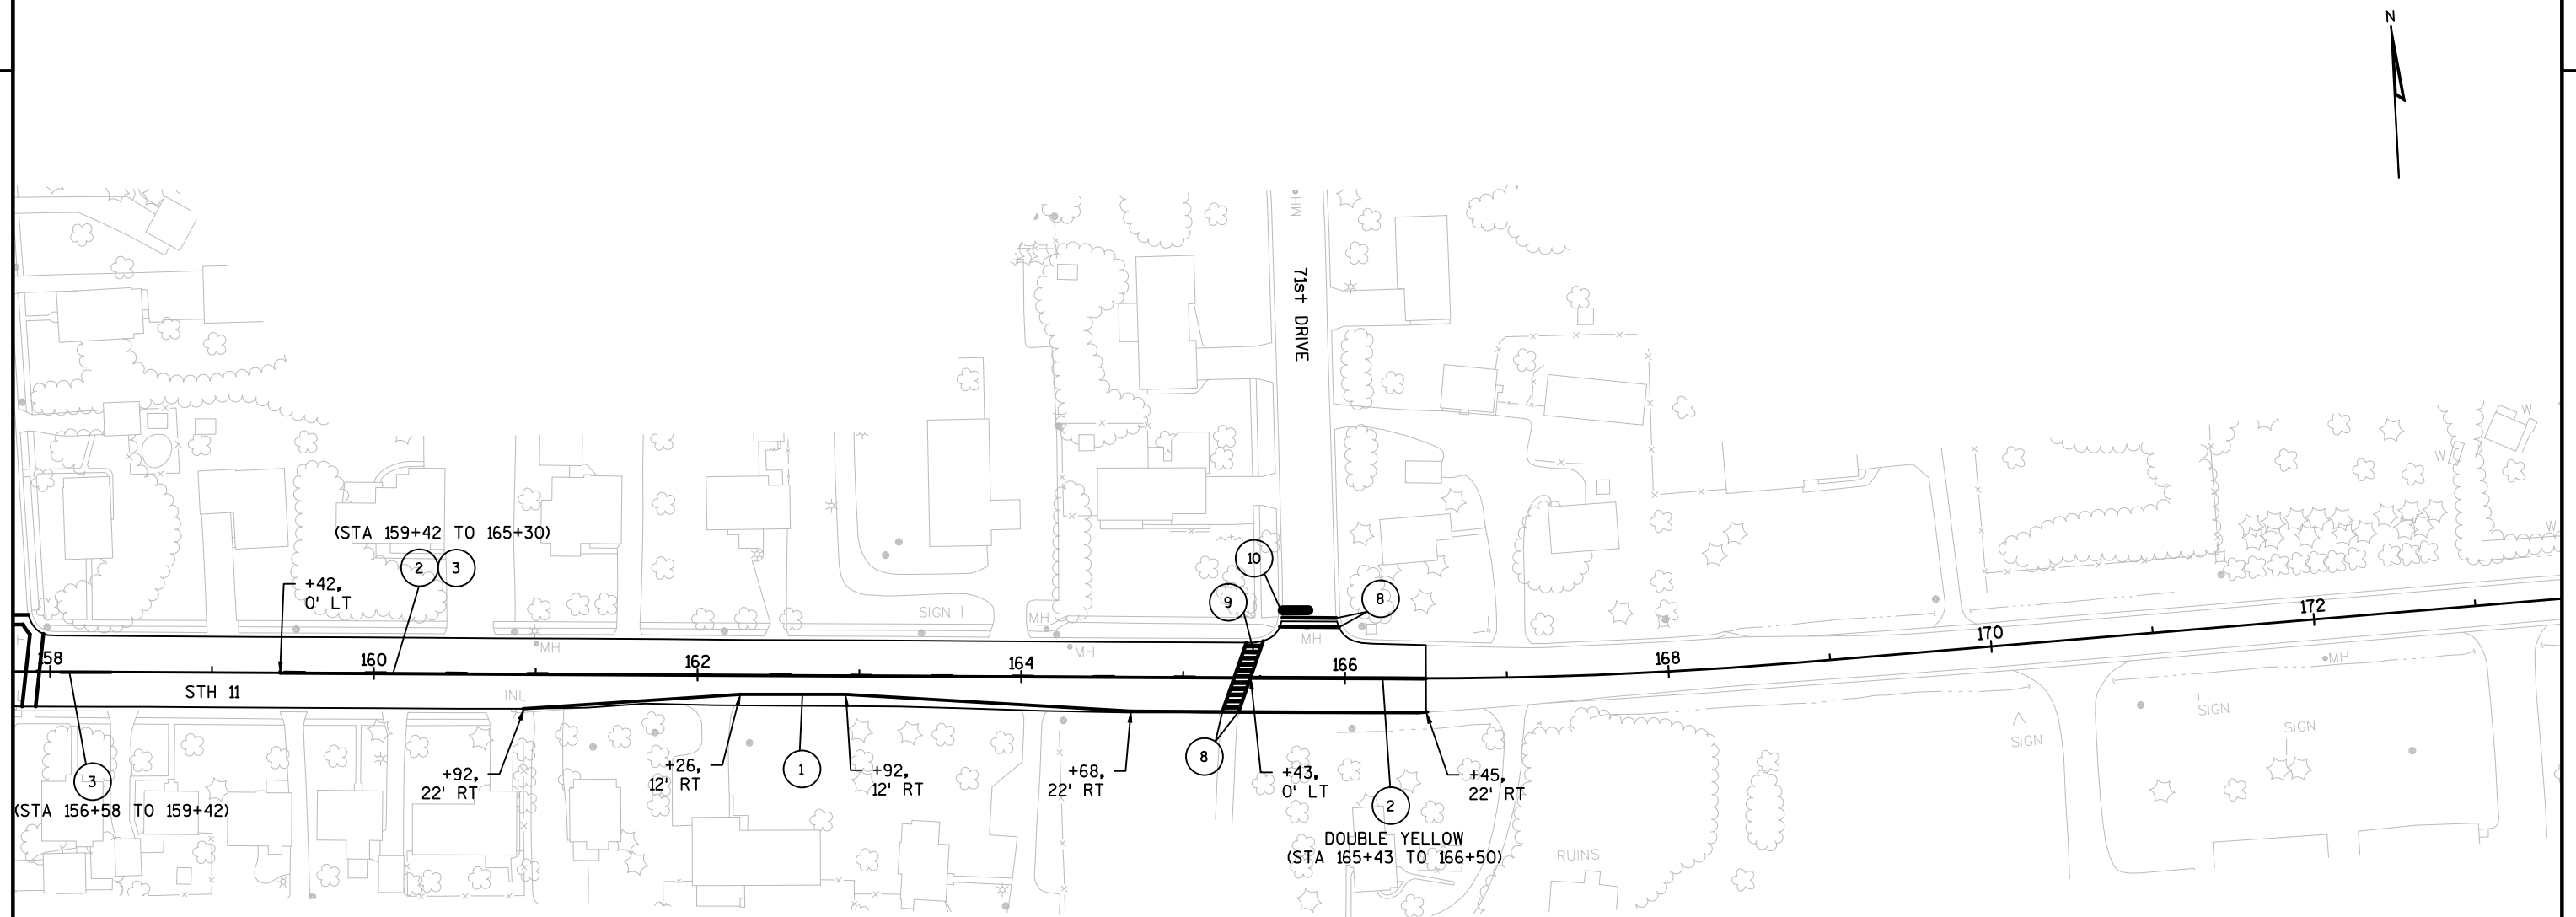 N
MH
71st DRIVE
W
W
W
(STA 159+42 TO 165+30)
2
3
10
+42,
0' LT
9
8
SIGN
MH
MH
MH
MH
MH
158
160
162
164
166
168
170
172
STH 11
INL
MH
SIGN
SIGN
SIGN
3
(STA 156+58 TO 159+42)
+92,
22' RT
+26,
12' RT
1
+92,
12' RT
+68,
22' RT
8
+43,
0' LT
+45,
22' RT
2
DOUBLE YELLOW
(STA 165+43 TO 166+50)
RUINS